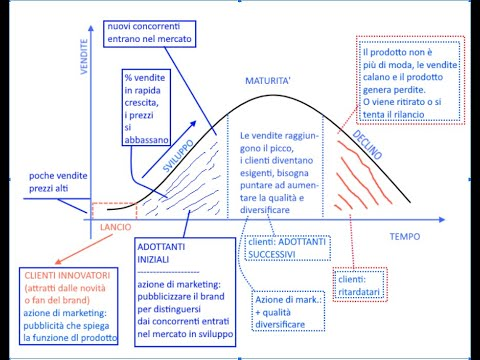 nuovi concorrenti
entrano nel mercato
VENDITE
% vendite
in rapida
crescita,
i prezzi
si
abbassano
MATURITA'
Il prodotto non è
più di moda, le vendite
calano e il prodotto
genera perdite.
O viene ritirato o si
tenta il rilancio
SVILUPPO
Le vendite raggiun-
gono il picco,
i clienti diventano
esigenti, bisogna
puntare ad aumen-
tare la qualità e
diversificare
DECLINO
poche vendite
prezzi alti
LANCIO
TEMPO
ADOTTANTI
INIZIALI
azione di marketing:
pubblicizzare il brand
per distinguersi
dai concorrenti entrati
nel mercato in sviluppo
clienti: ADOTTANTI
SUCCESSIVI
CLIENTI INNOVATORI
(attratti dalle novità
o fan del brand)
azione di marketing:
pubblicità che spiega
la funzione dl prodotto
clienti:
ritardatari
Azione di mark.:
+ qualità
diversificare